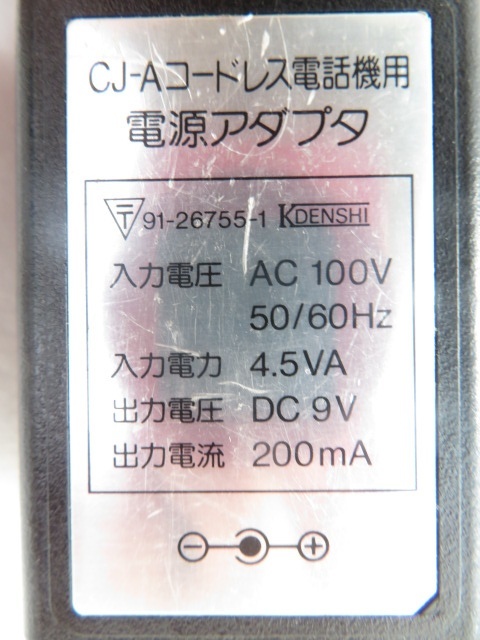 CJ-Aコードレス電話機用
電源アダプタ
〒 91-26755-1 KDENSHI
入力電圧 AC 100V
50/60Hz
入力電力 4.5VA
出力電圧 DC 9V
出力電流 200mA
⊖ ⊕